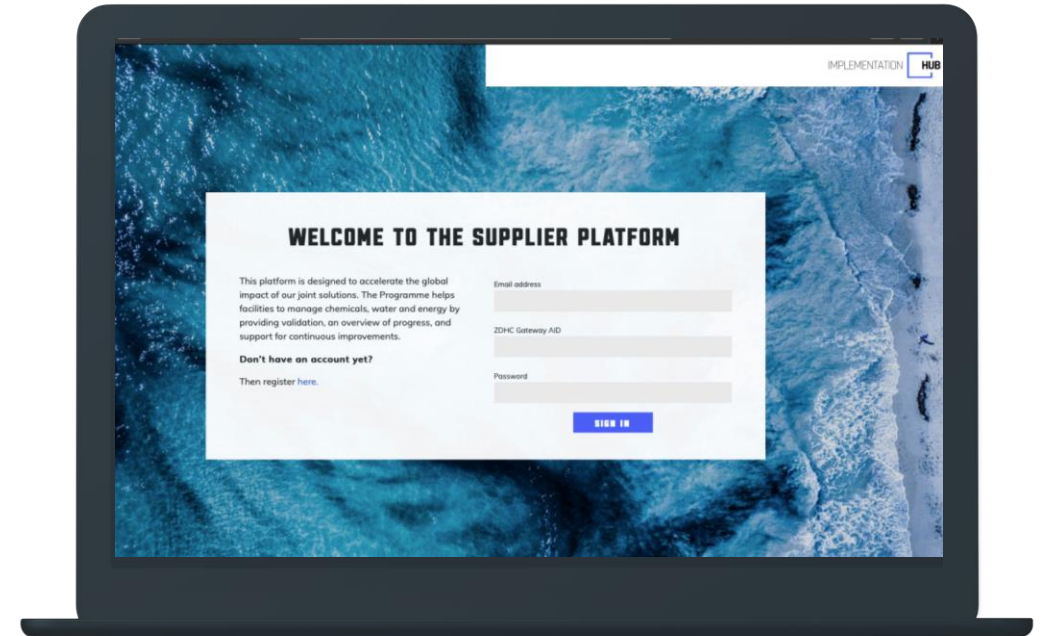 IMPLEMENTATION HUB
WELCOME TO THE SUPPLIER PLATFORM
This platform is designed to accelerate the global
impact of our joint solutions. The Programme helps
facilities to manage chemicals, water and energy by
providing validation, an overview of progress, and
support for continuous improvements.
Don't have an account yet?
Then register here.
Email address
ZDHC Gateway AID
Password
SIGN IN